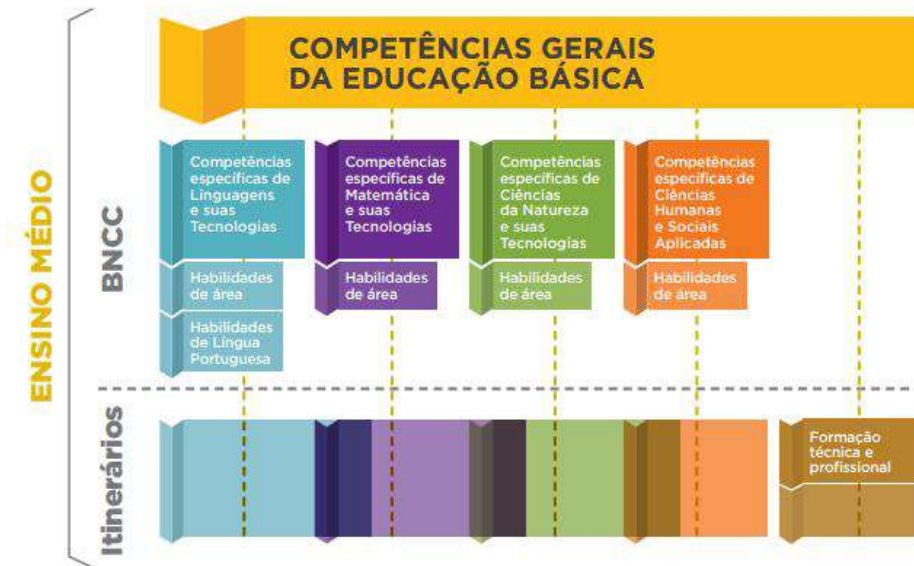 COMPETÊNCIAS GERAIS
DA EDUCAÇÃO BÁSICA
ENSINO MÉDIO
BNCC
Competências
específicas de
Linguagens
e suas
Tecnologias
Habilidades
de área
Habilidades
de Língua
Portuguesa
Competências
específicas de
Matemática
e suas
Tecnologias
Habilidades
de área
Competências
específicas de
Ciências
da Natureza
e suas
Tecnologias
Habilidades
de área
Competências
específicas de
Ciências
Humanas
e Sociais
Aplicadas
Habilidades
de área
Itinerários
Formação
técnica e
profissional